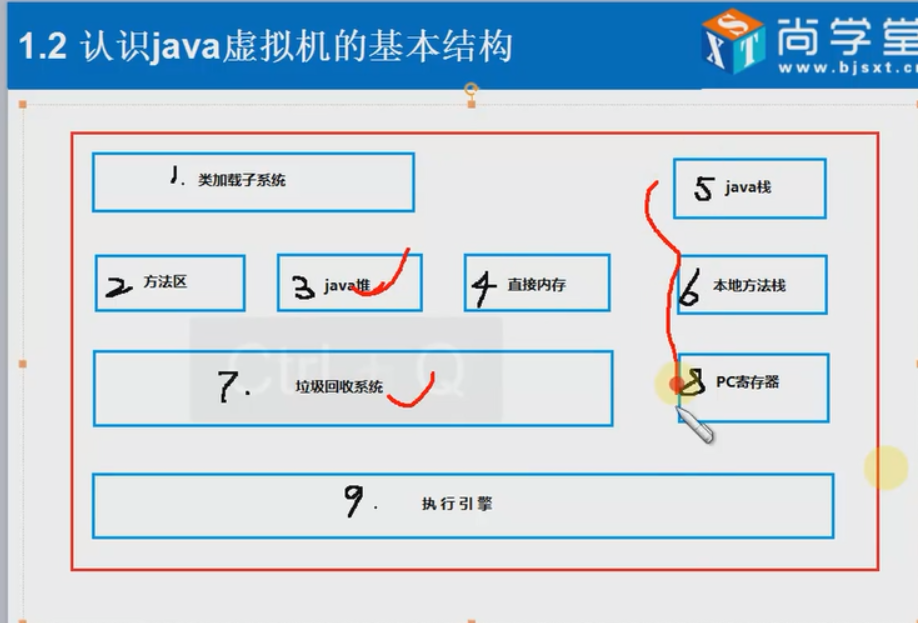 1.2 认识java虚拟机的基本结构
SXT 尚学堂
www.bjsxt.c
1. 类加载子系统
5 java栈
2 方法区
3 java堆
4 直接内存
6 本地方法栈
Ctrl + Q
7. 垃圾回收系统
8 PC寄存器
9. 执行引擎